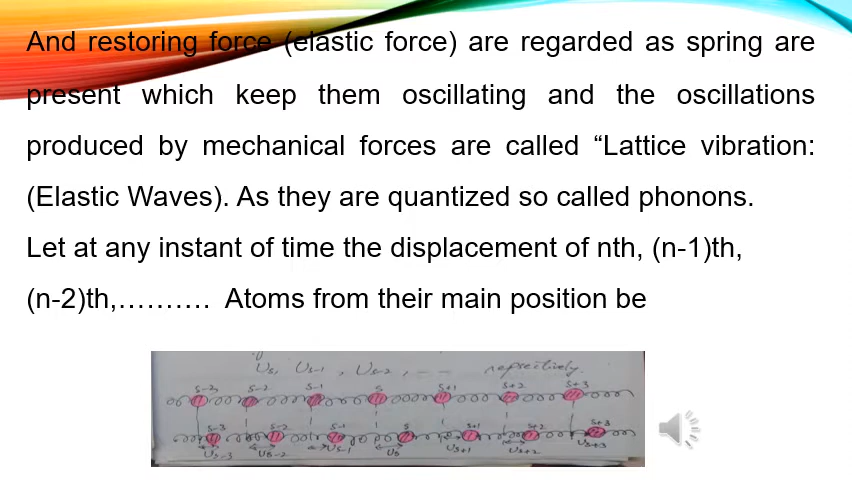 And restoring force (elastic force) are regarded as spring are
present which keep them oscillating and the oscillations
produced by mechanical forces are called “Lattice vibration:
(Elastic Waves). As they are quantized so called phonons.
Let at any instant of time the displacement of nth, (n-1)th,
(n-2)th,………. Atoms from their main position be
Us, Us-1, Us-2, --- repsectively.
s-3 s-2 s-1 s s+1 s+2 s+3
s-3 s-2 s-1 s s+1 s+2 s+3
Us-3 Us-2 Us-1 Us Us+1 Us+2 Us+3